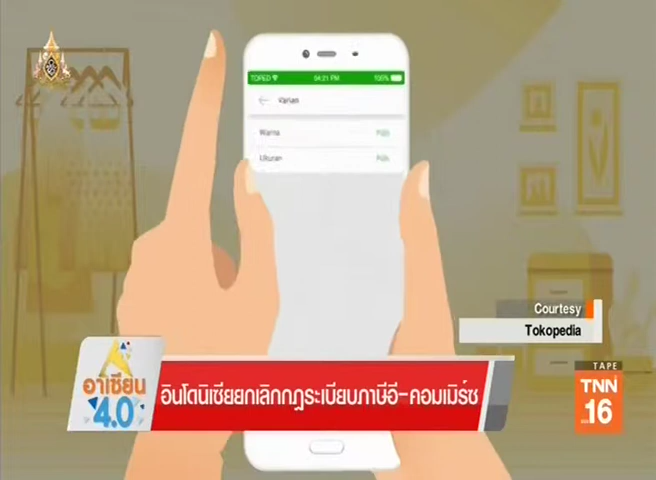 TOPED 04:21 PM 100%
Varian
Warna Pilih
Ukuran Pilih
Courtesy
Tokopedia
อาเซียน
4.0
อินโดนิเซียยกเลิกกฎระเบียบภาษีอี-คอมเมิร์ซ
TAPE
TNN
16